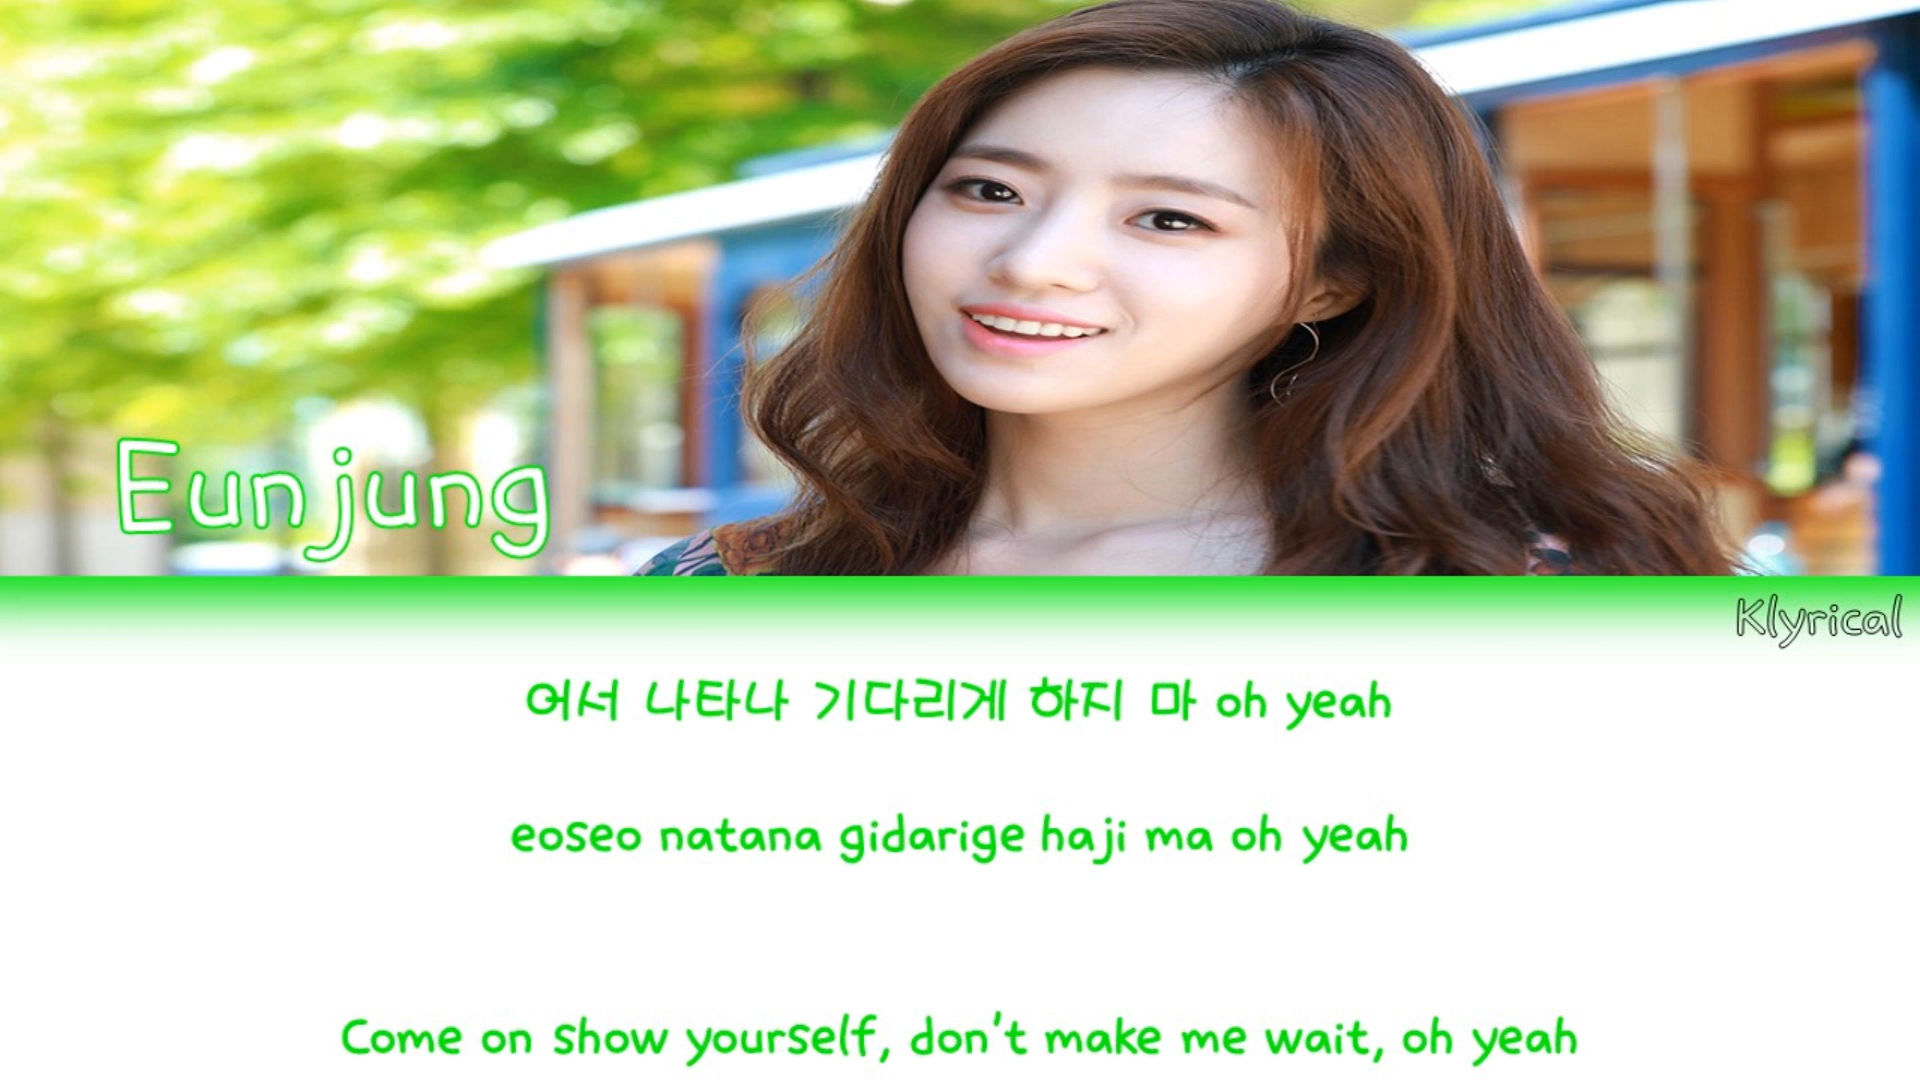 Eunjung
Klyrical
어서 나타나 기다리게 하지 마 oh yeah
eoseo natana gidarige haji ma oh yeah
Come on show yourself, don't make me wait, oh yeah